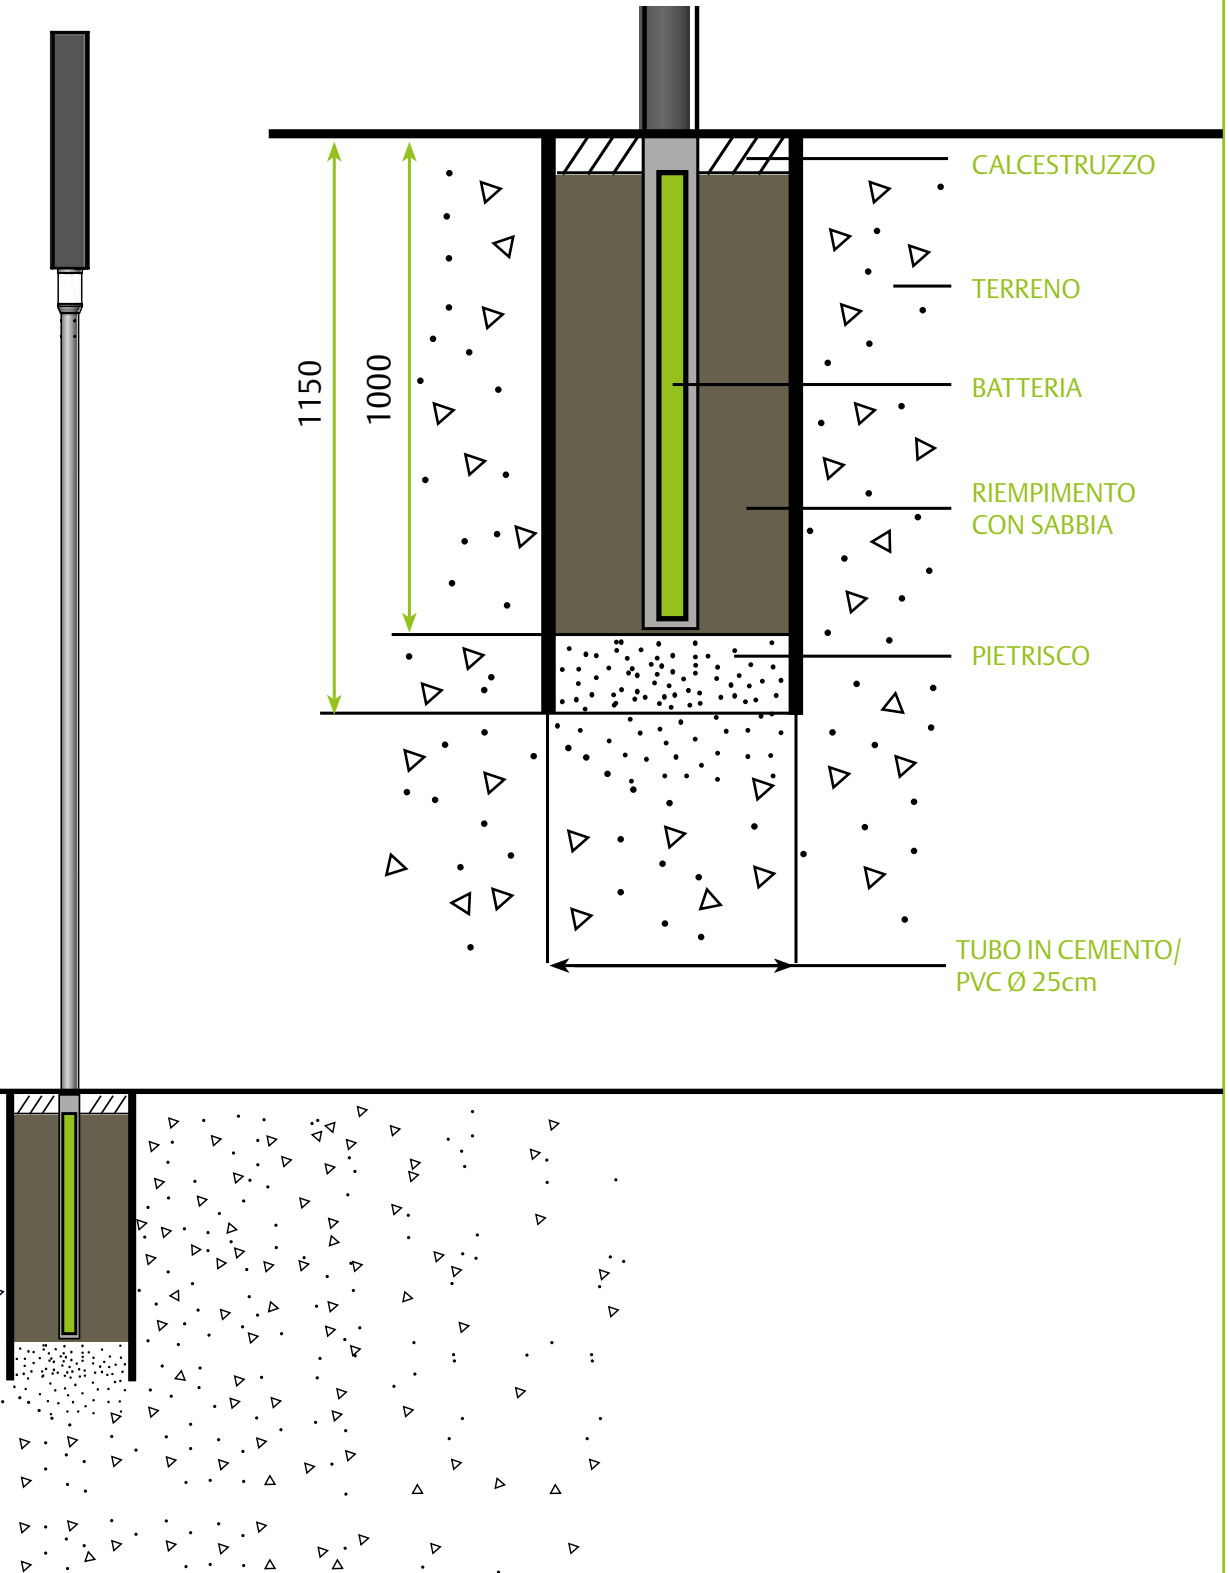 CALCESTRUZZO
TERRENO
1150
1000
BATTERIA
RIEMPIMENTO
CON SABBIA
PIETRISCO
TUBO IN CEMENTO/
PVC Ø 25cm